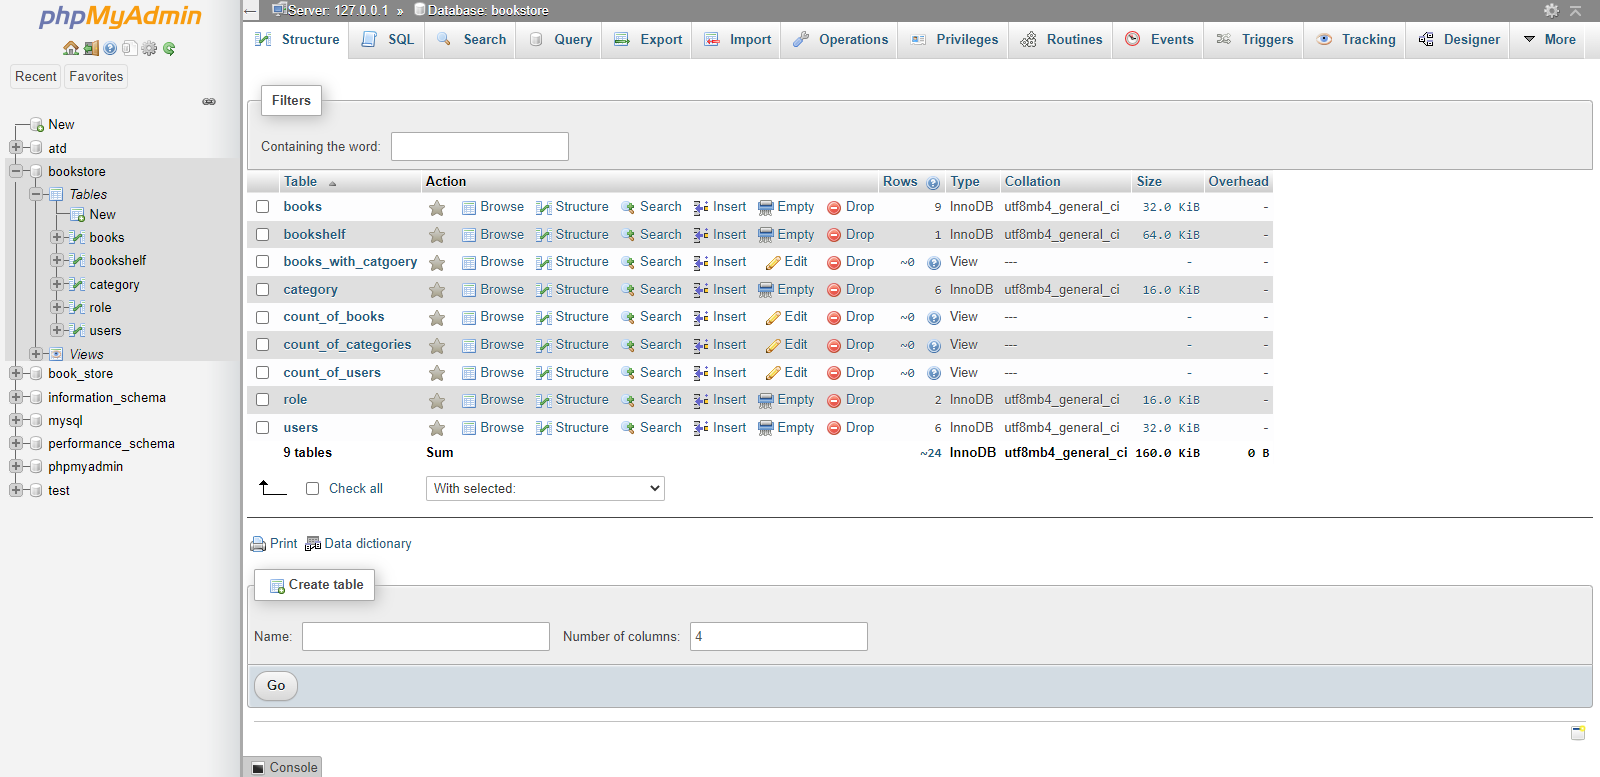 phpMyAdmin
Recent Favorites
New
atd
bookstore
Tables
New
books
bookshelf
category
role
users
Views
book_store
information_schema
mysql
performance_schema
phpmyadmin
test
Server: 127.0.0.1 » Database: bookstore
Structure SQL Search Query Export Import Operations Privileges Routines Events Triggers Tracking Designer More
Filters
Containing the word:
Table Action Rows Type Collation Size Overhead
books Browse Structure Search Insert Empty Drop 9 InnoDB utf8mb4_general_ci 32.0 KiB -
bookshelf Browse Structure Search Insert Empty Drop 1 InnoDB utf8mb4_general_ci 64.0 KiB -
books_with_catgoery Browse Structure Search Insert Edit Drop ~0 View --- - -
category Browse Structure Search Insert Empty Drop 6 InnoDB utf8mb4_general_ci 16.0 KiB -
count_of_books Browse Structure Search Insert Edit Drop ~0 View --- - -
count_of_categories Browse Structure Search Insert Edit Drop ~0 View --- - -
count_of_users Browse Structure Search Insert Edit Drop ~0 View --- - -
role Browse Structure Search Insert Empty Drop 2 InnoDB utf8mb4_general_ci 16.0 KiB -
users Browse Structure Search Insert Empty Drop 6 InnoDB utf8mb4_general_ci 32.0 KiB -
9 tables Sum ~24 InnoDB utf8mb4_general_ci 160.0 KiB 0 B
Check all With selected:
Print Data dictionary
Create table
Name: Number of columns: 4
Go
Console